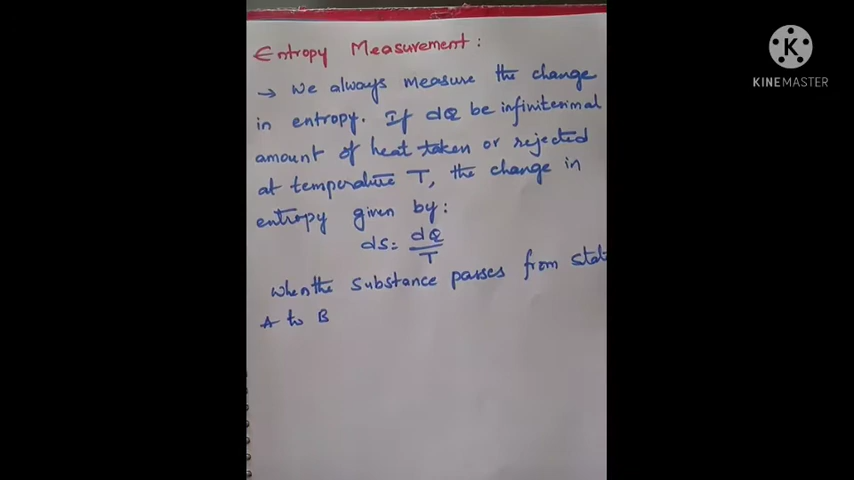 Entropy Measurement:
→ We always measure the change
in entropy. If dQ be infinitesimal
amount of heat taken or rejected
at temperature T, the change in
entropy given by:
ds = dQ/T
when the substance passes from stat
A to B
K
KINEMASTER